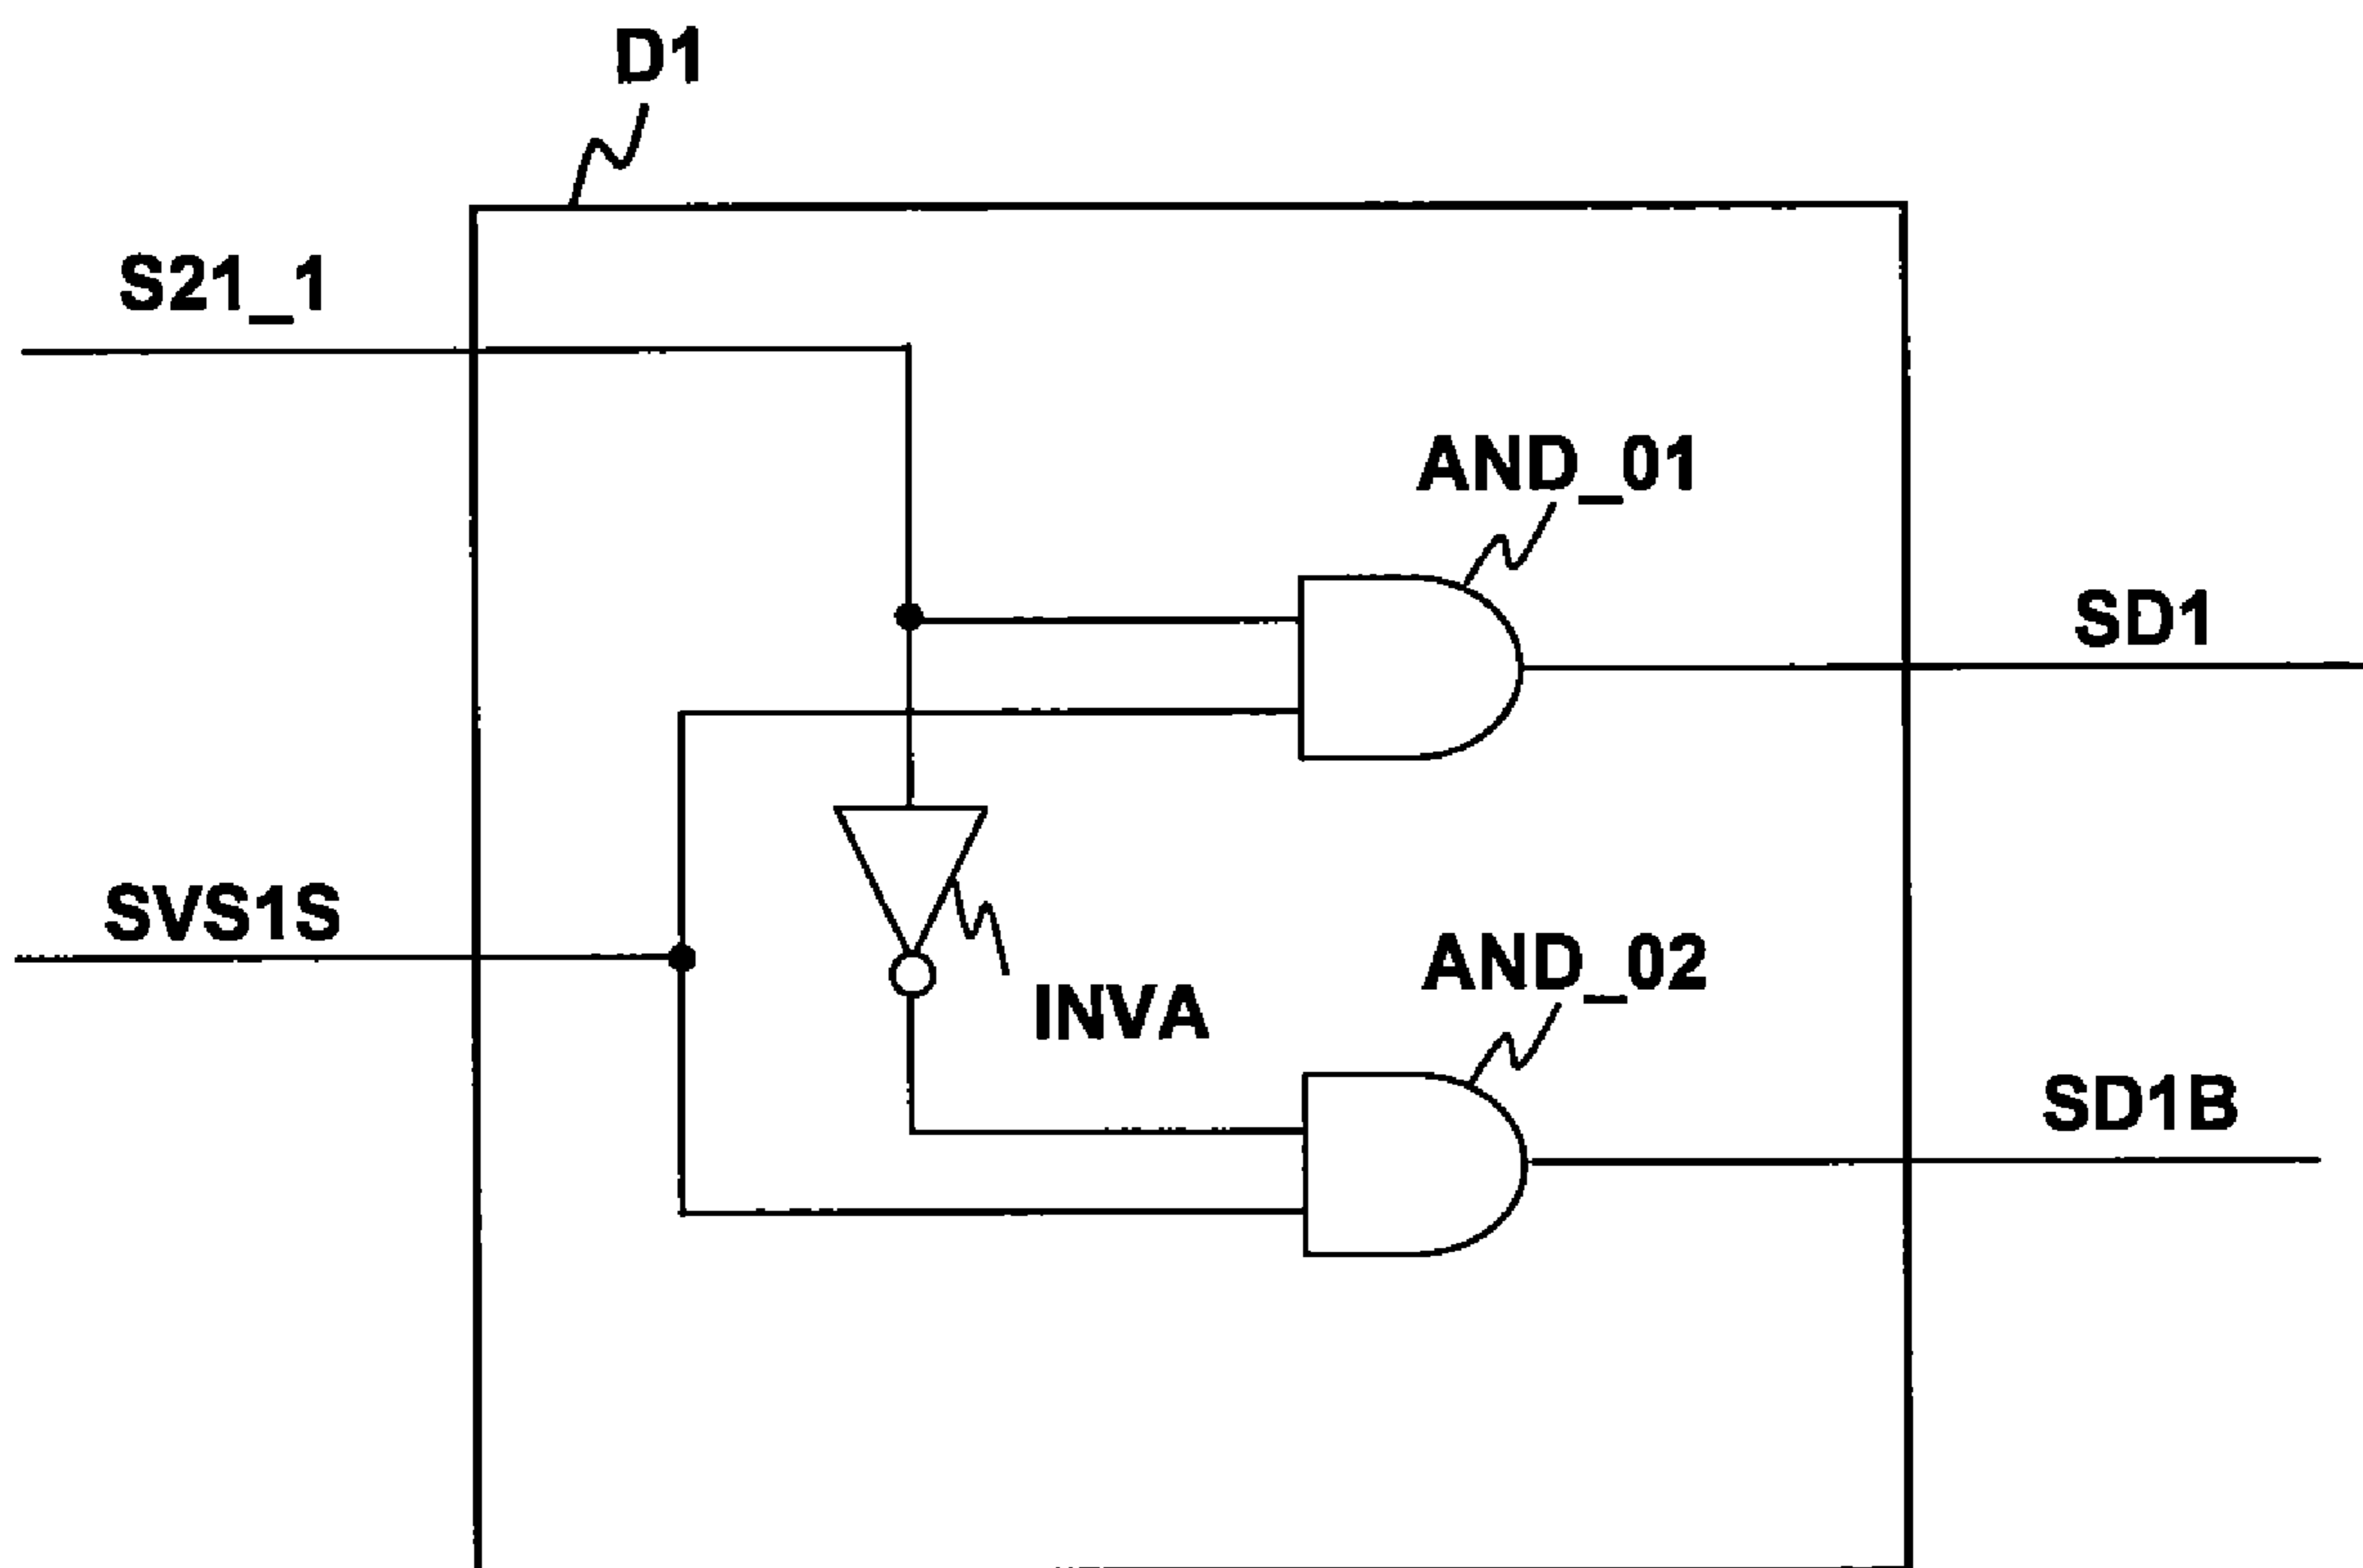 D1
S21_1
AND_01
SD1
SVS1S
INVA
AND_02
SD1B